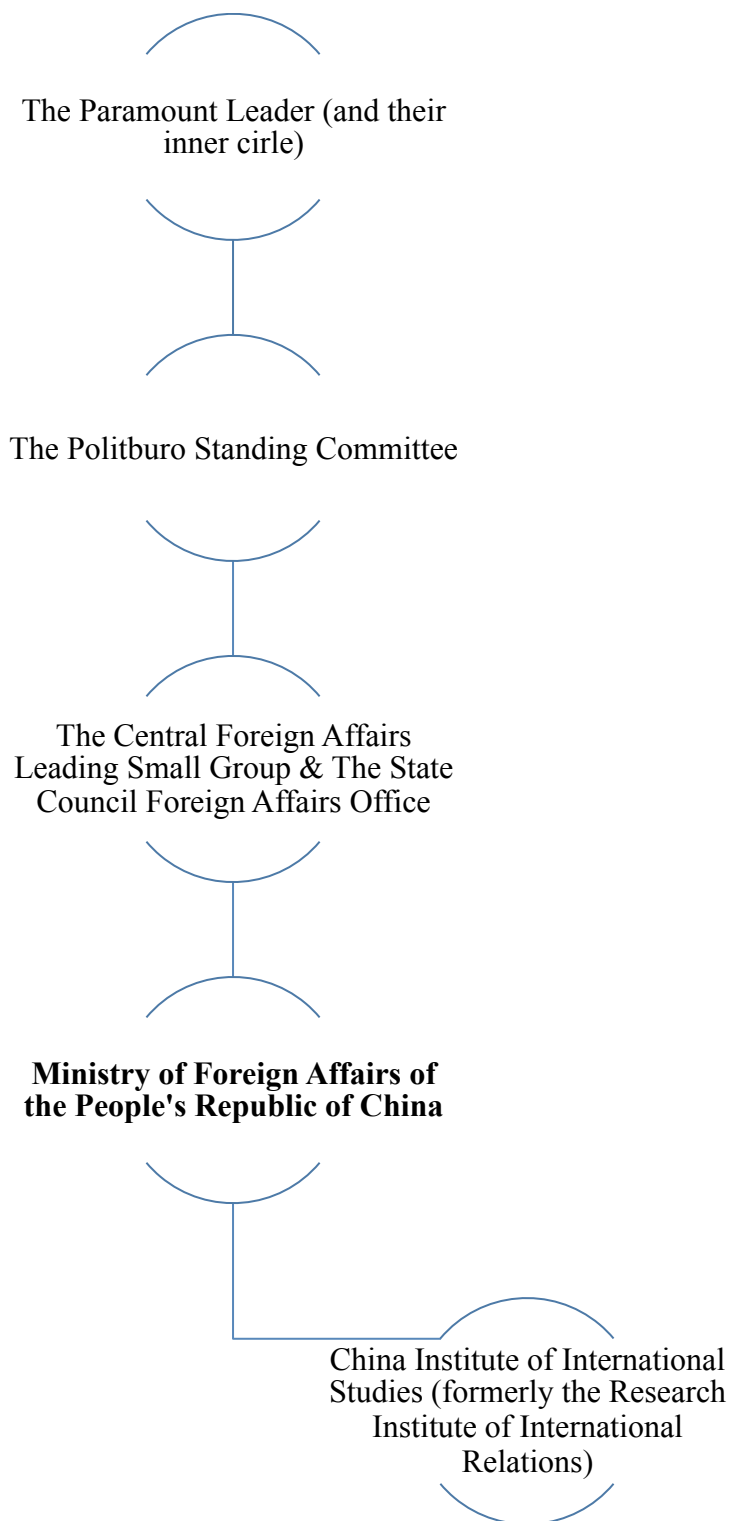 The Paramount Leader (and their
inner cirle)
The Politburo Standing Committee
The Central Foreign Affairs
Leading Small Group & The State
Council Foreign Affairs Office
Ministry of Foreign Affairs of
the People's Republic of China
China Institute of International
Studies (formerly the Research
Institute of International
Relations)